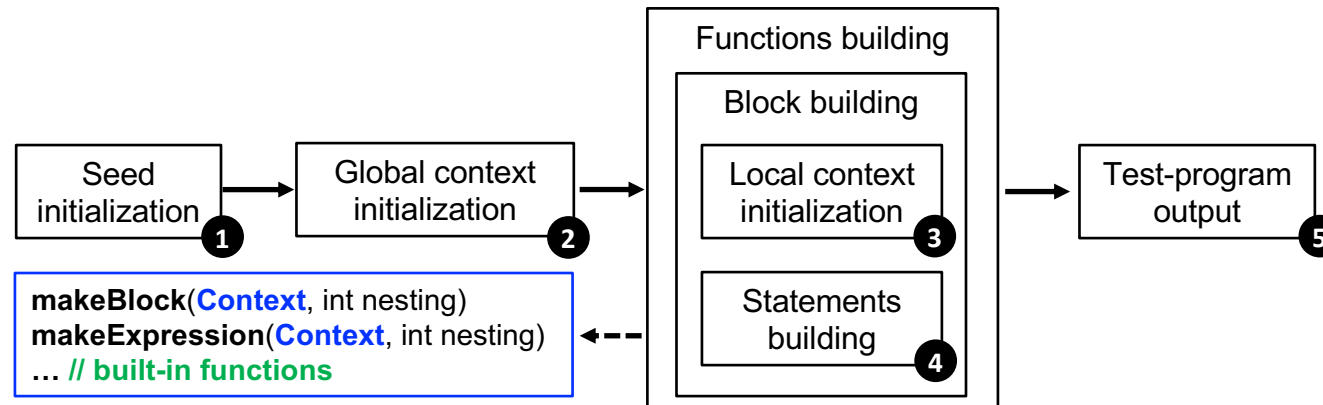 Functions building
Block building
Seed
initialization
1
Global context
initialization
2
Local context
initialization
3
Statements
building
4
Test-program
output
5
makeBlock(Context, int nesting)
makeExpression(Context, int nesting)
… // built-in functions